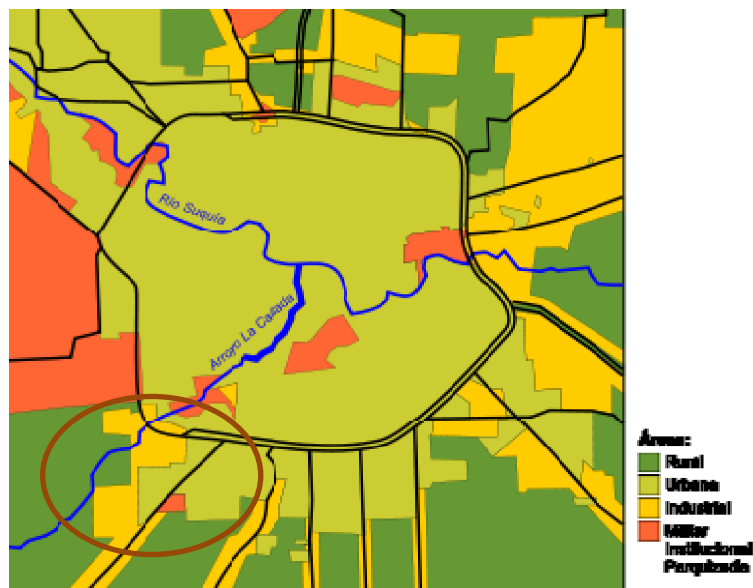 Río Suquía
Arroyo La Cañada
Áreas:
Rural
Urbana
Industrial
Militar
Institucional
Parquizada